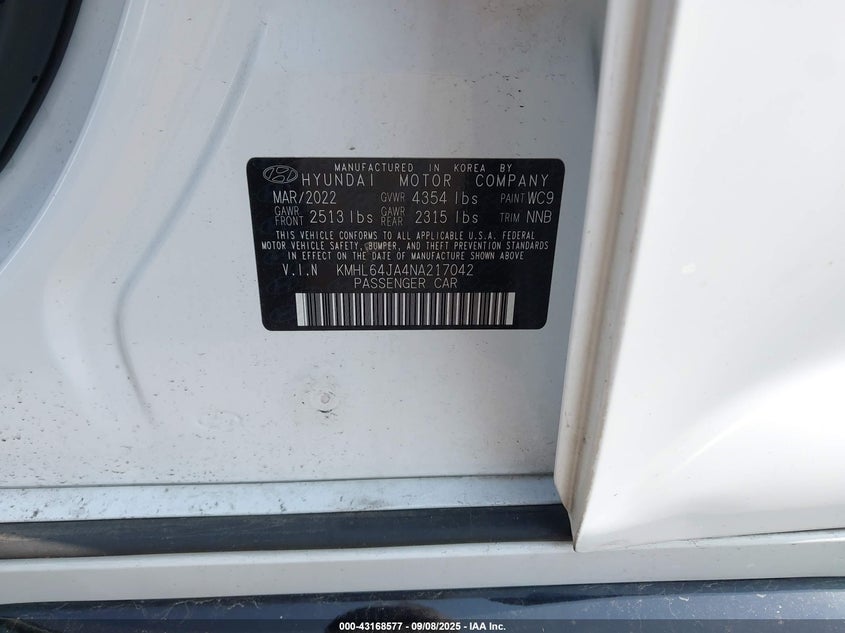 MANUFACTURED IN KOREA BY
HYUNDAI MOTOR COMPANY
MAR/2022 GVWR 4354 lbs PAINT WC9
GAWR FRONT 2513 lbs GAWR REAR 2315 lbs TRIM NNB
THIS VEHICLE CONFORMS TO ALL APPLICABLE U.S.A. FEDERAL
MOTOR VEHICLE SAFETY, BUMPER, AND THEFT PREVENTION STANDARDS
IN EFFECT ON THE DATE OF MANUFACTURE SHOWN ABOVE
V.I.N KMHL64JA4NA217042
PASSENGER CAR
000-43168577 - 09/08/2025 - IAA Inc.